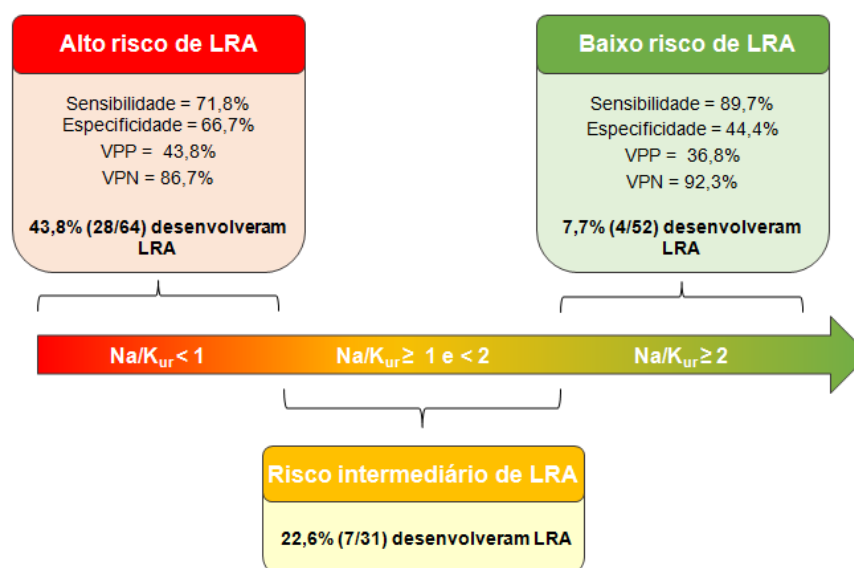 Alto risco de LRA
Sensibilidade = 71,8%
Especificidade = 66,7%
VPP = 43,8%
VPN = 86,7%
43,8% (28/64) desenvolveram
LRA
Baixo risco de LRA
Sensibilidade = 89,7%
Especificidade = 44,4%
VPP = 36,8%
VPN = 92,3%
7,7% (4/52) desenvolveram
LRA
Na/Kur < 1
Na/Kur ≥ 1 e < 2
Na/Kur ≥ 2
Risco intermediário de LRA
22,6% (7/31) desenvolveram LRA